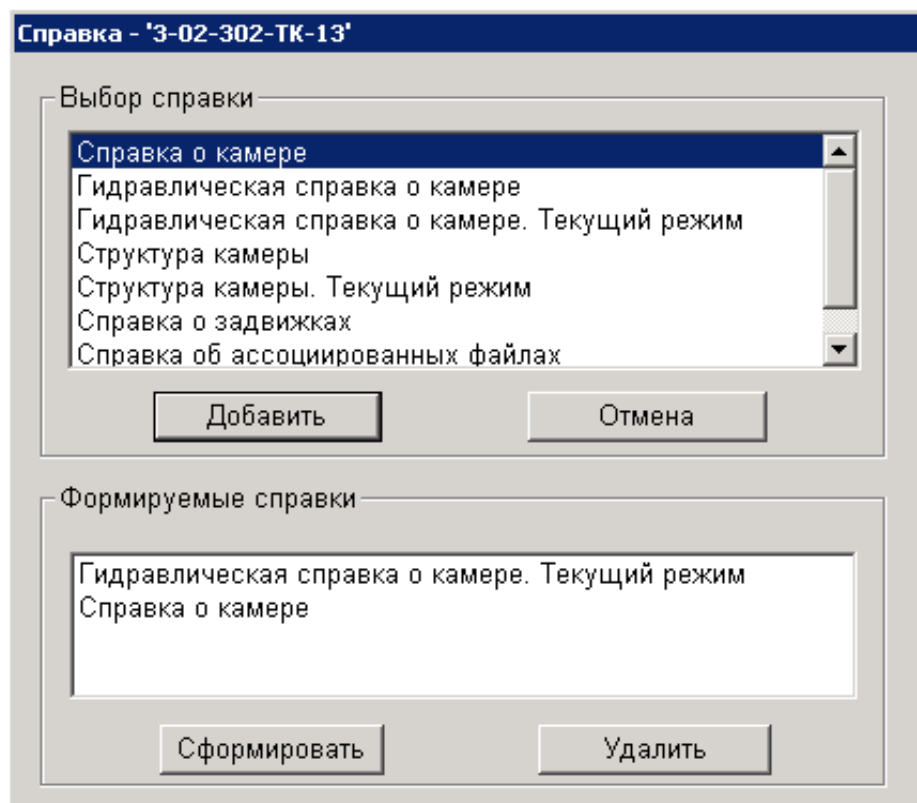 Справка - '3-02-302-ТК-13'
Выбор справки
Справка о камере
Гидравлическая справка о камере
Гидравлическая справка о камере. Текущий режим
Структура камеры
Структура камеры. Текущий режим
Справка о задвижках
Справка об ассоциированных файлах
Добавить Отмена
Формируемые справки
Гидравлическая справка о камере. Текущий режим
Справка о камере
Сформировать Удалить